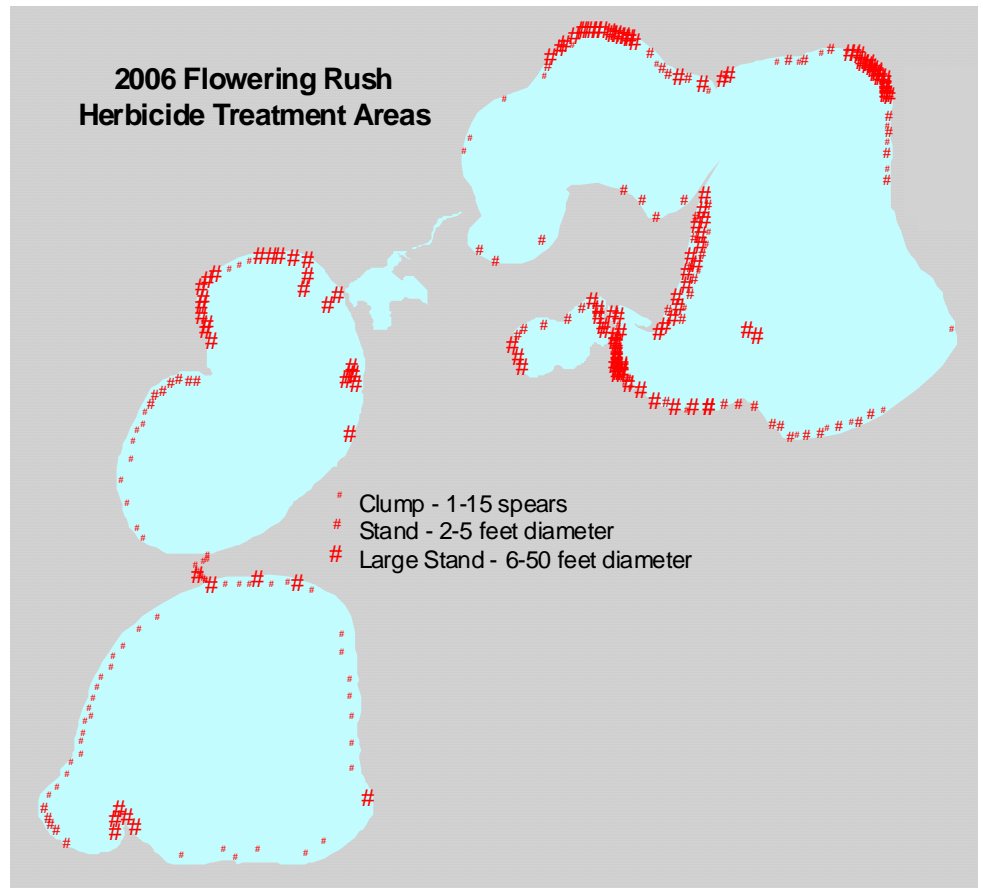 2006 Flowering Rush
Herbicide Treatment Areas
# Clump - 1-15 spears
# Stand - 2-5 feet diameter
# Large Stand - 6-50 feet diameter